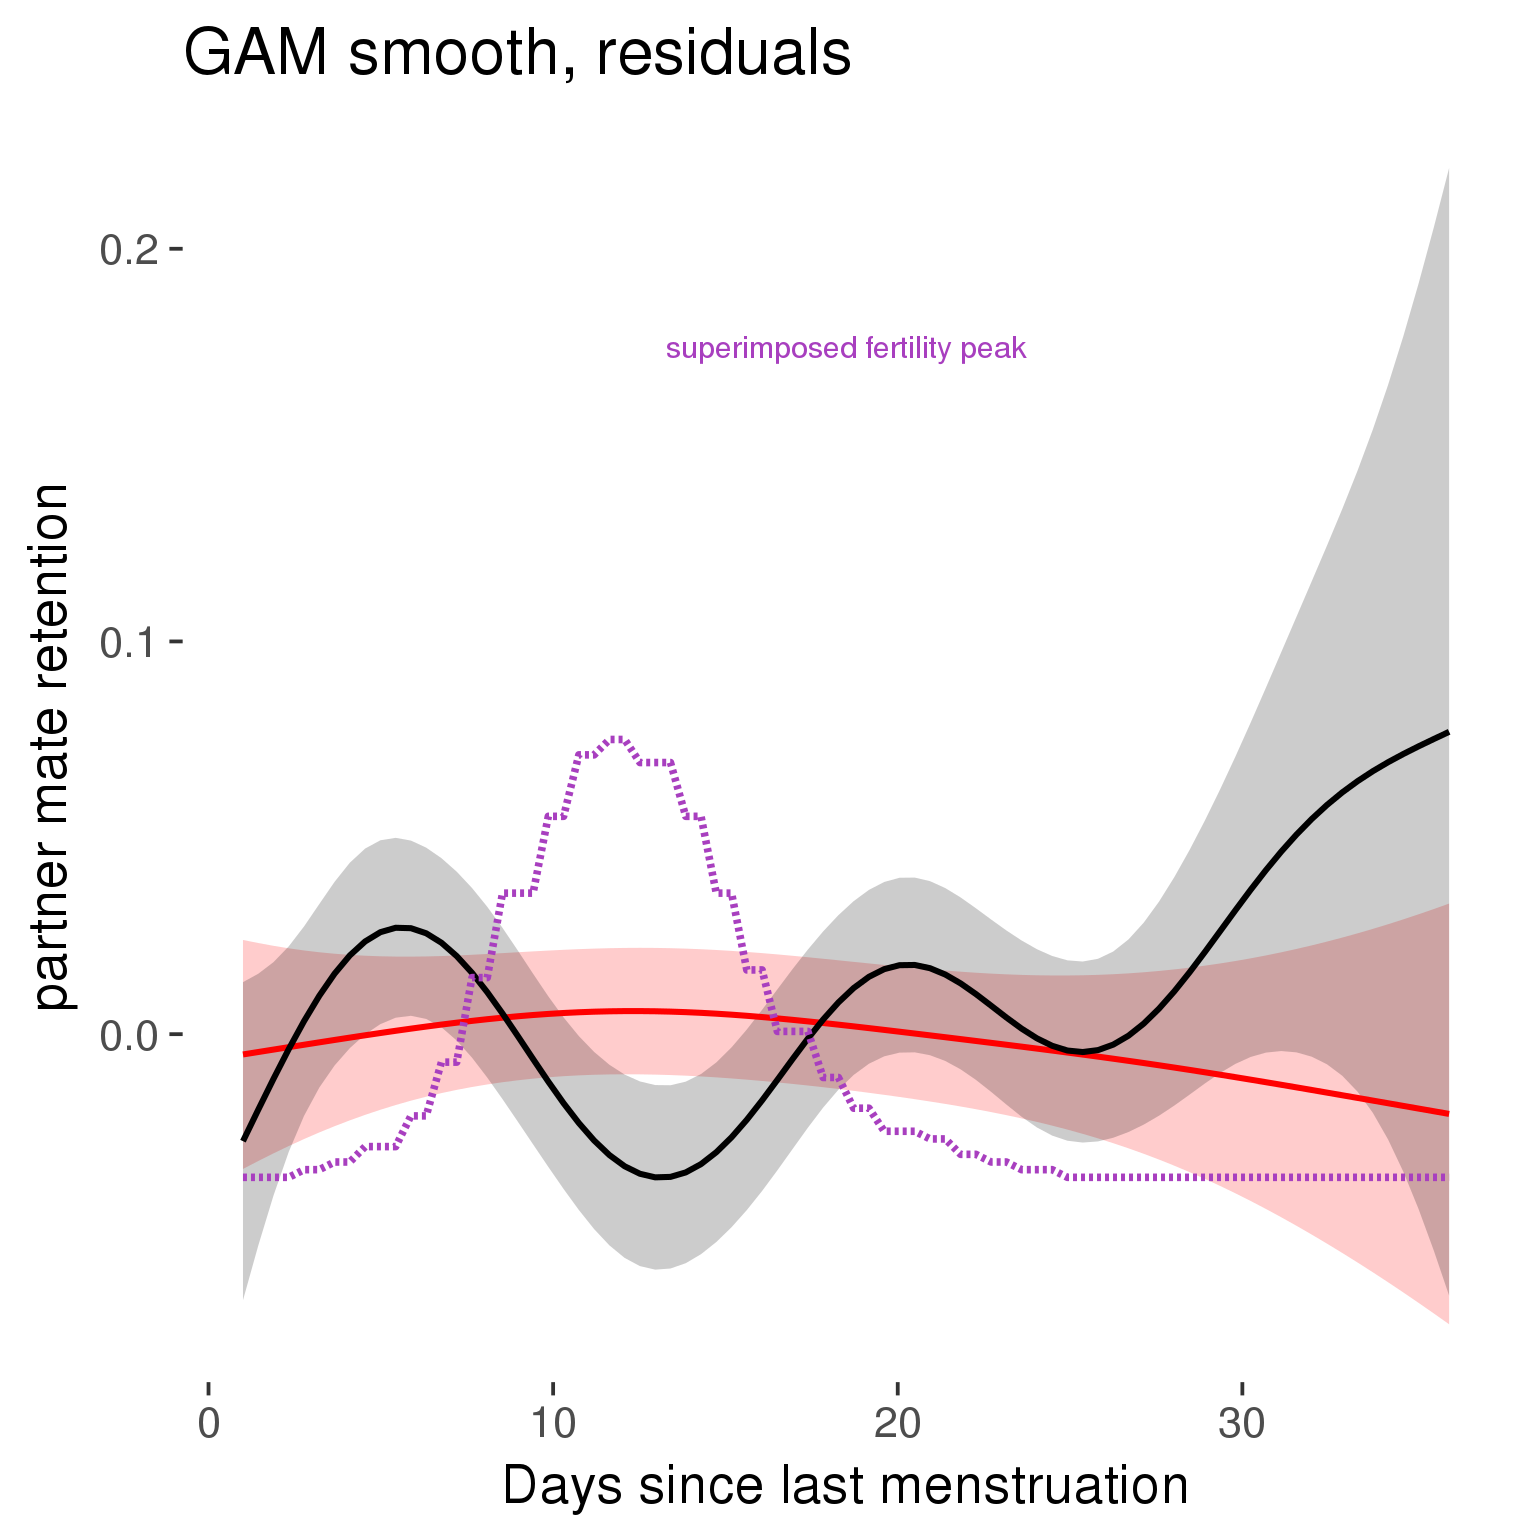 GAM smooth, residuals
0.2
superimposed fertility peak
0.1
partner mate retention
0.0
0 10 20 30
Days since last menstruation